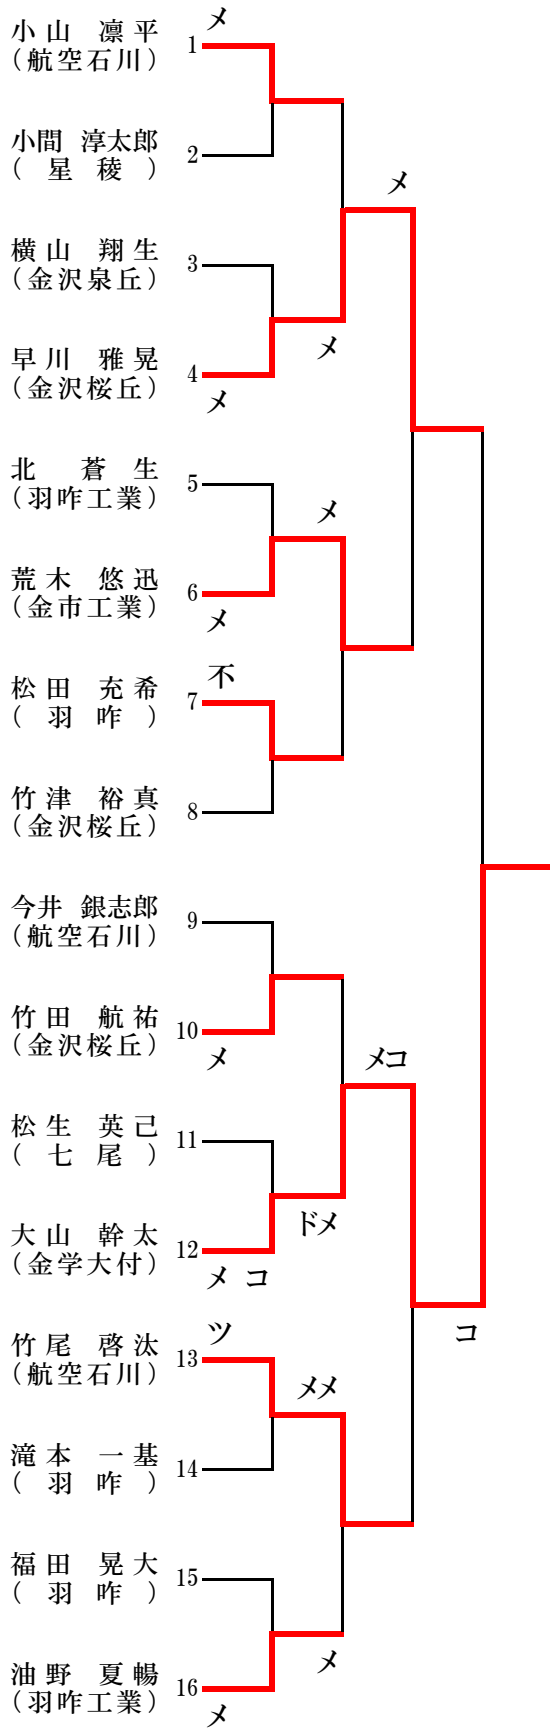 メ
小山 凛平
（航空石川）
1
小間 淳太郎
（星稜）
2
メ
横山 翔生
（金沢泉丘）
3
メ
早川 雅晃
（金沢桜丘）
4
メ
北 蒼生
（羽咋工業）
5
メ
荒木 悠迅
（金市工業）
6
メ
不
松田 充希
（羽咋）
7
竹津 裕真
（金沢桜丘）
8
今井 銀志郎
（航空石川）
9
竹田 航祐
（金沢桜丘）
10
メ
メコ
松生 英己
（七尾）
11
ドメ
大山 幹太
（金学大付）
12
メコ
ツ
コ
竹尾 啓汰
（航空石川）
13
メメ
滝本 一基
（羽咋）
14
福田 晃大
（羽咋）
15
メ
油野 夏暢
（羽咋工業）
16
メ